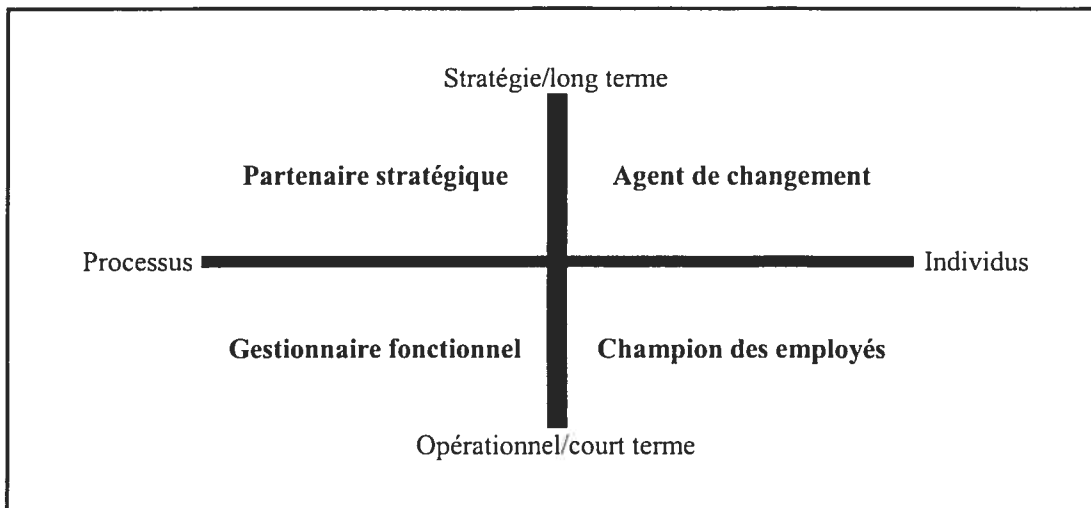 Stratégie/long terme
Partenaire stratégique Agent de changement
Processus Individus
Gestionnaire fonctionnel Champion des employés
Opérationnel/court terme